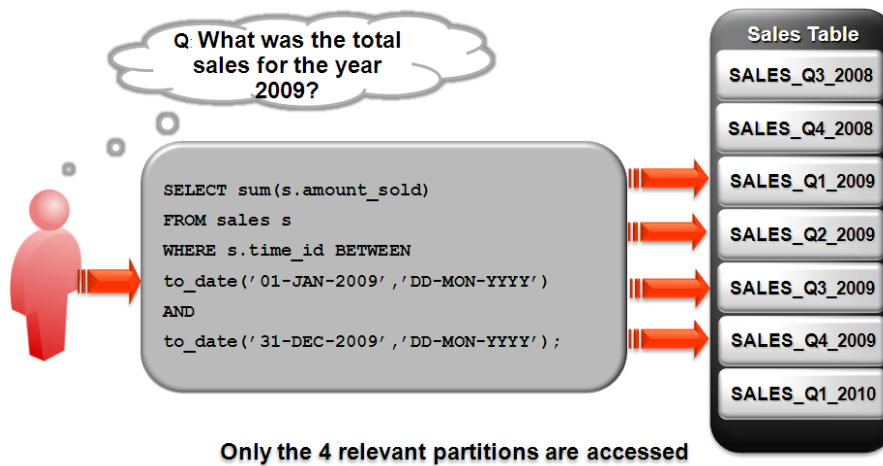 Q: What was the total
sales for the year
2009?
SELECT sum(s.amount_sold)
FROM sales s
WHERE s.time_id BETWEEN
to_date('01-JAN-2009','DD-MON-YYYY')
AND
to_date('31-DEC-2009','DD-MON-YYYY');
Sales Table
SALES_Q3_2008
SALES_Q4_2008
SALES_Q1_2009
SALES_Q2_2009
SALES_Q3_2009
SALES_Q4_2009
SALES_Q1_2010
Only the 4 relevant partitions are accessed